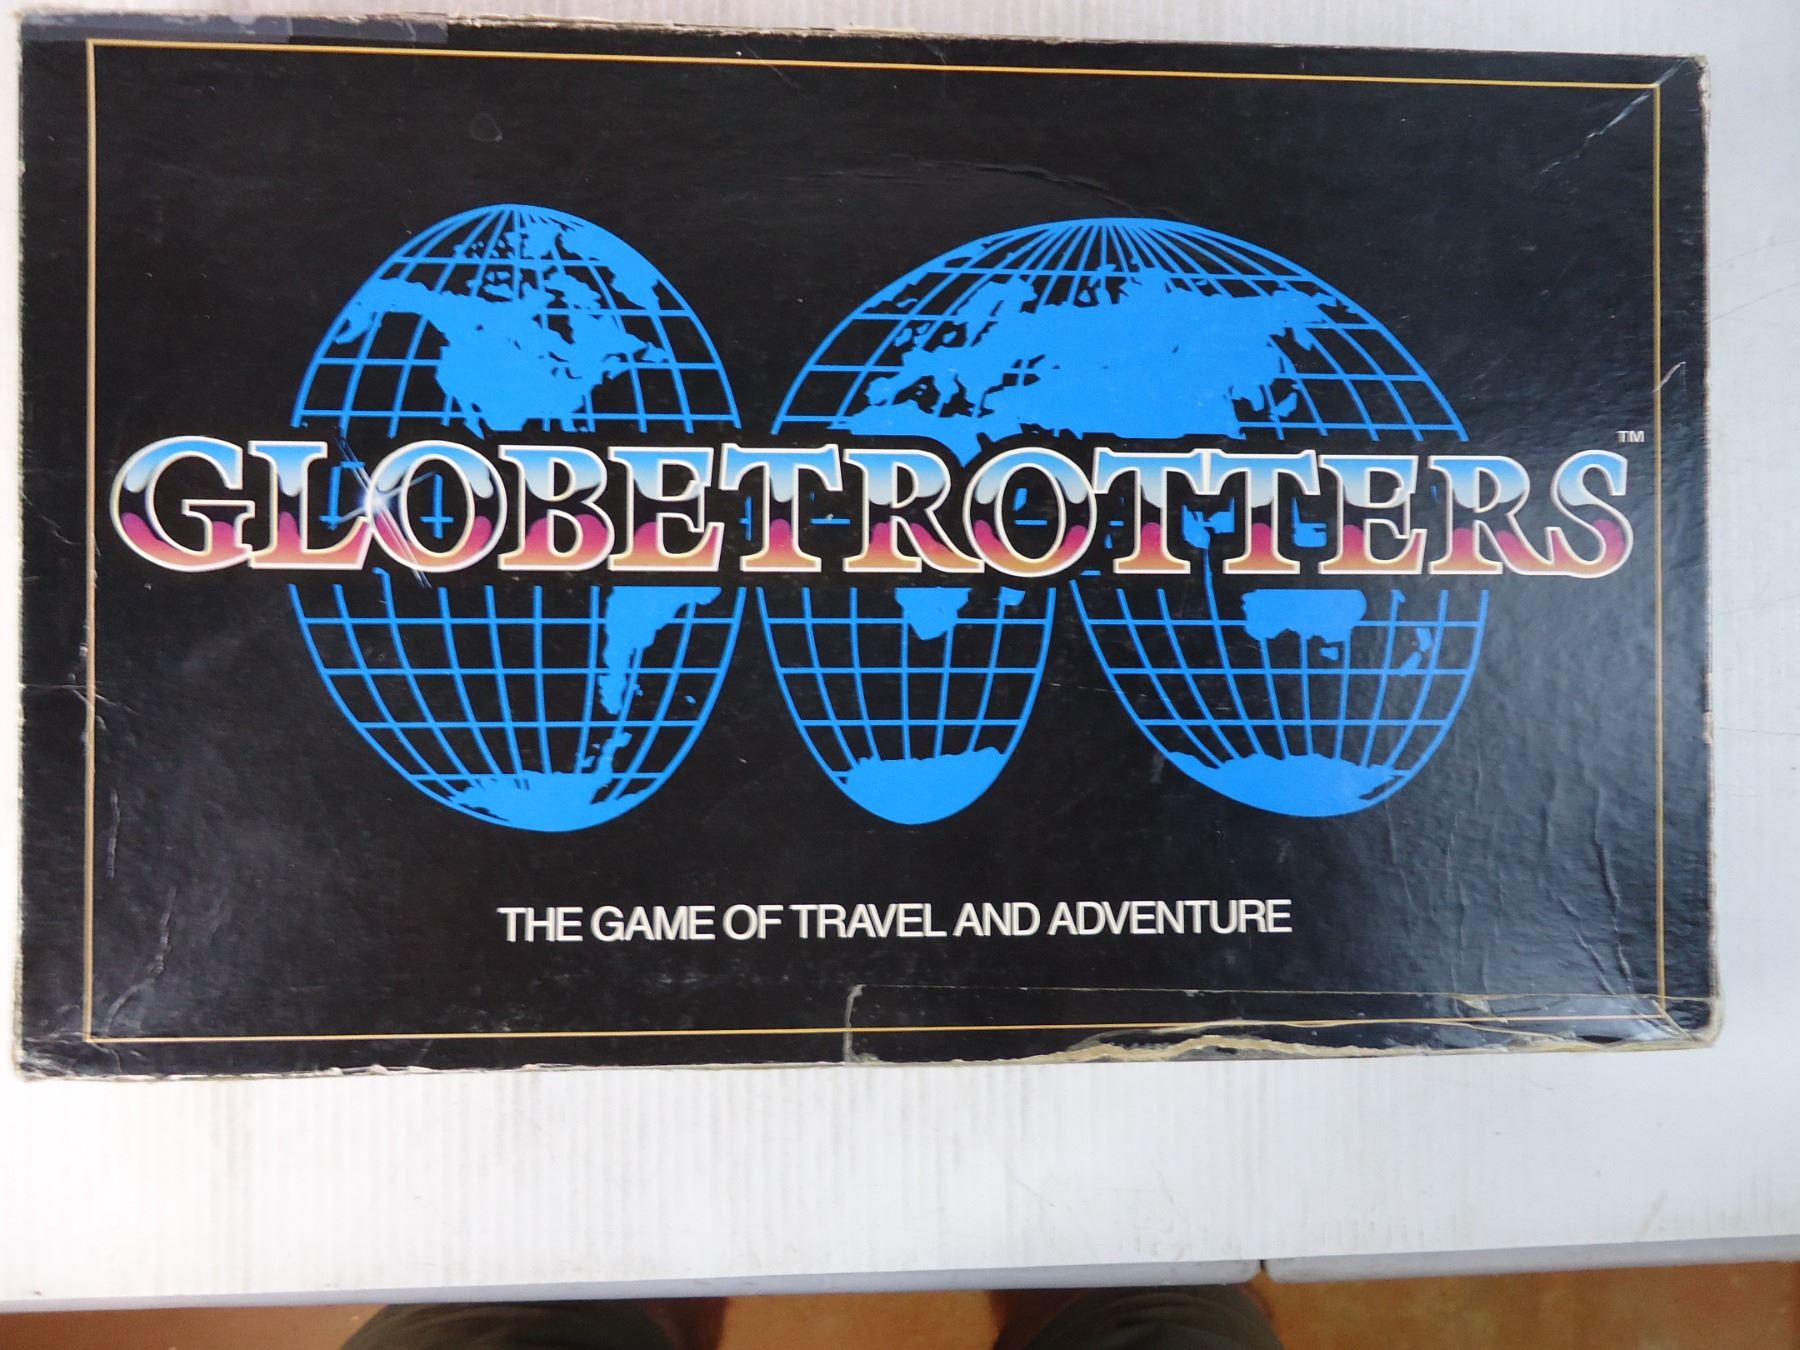 GLOBETROTTERS™
THE GAME OF TRAVEL AND ADVENTURE